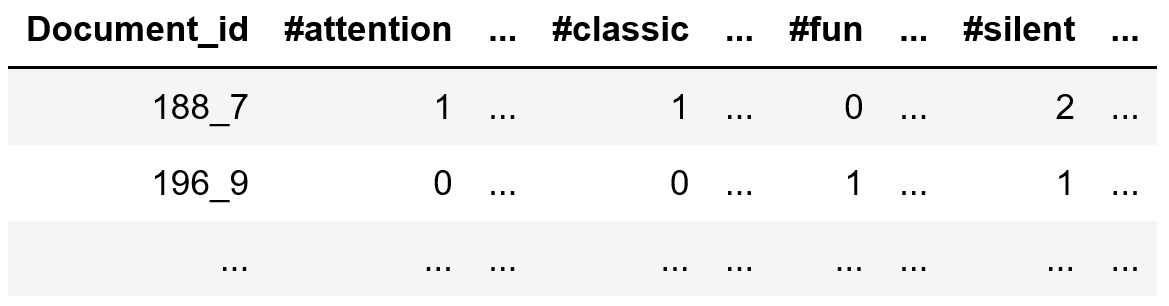 Document_id #attention ... #classic ... #fun ... #silent ...
188_7 1 ... 1 ... 0 ... 2 ...
196_9 0 ... 0 ... 1 ... 1 ...
... ... ... ... ... ... ... ... ...